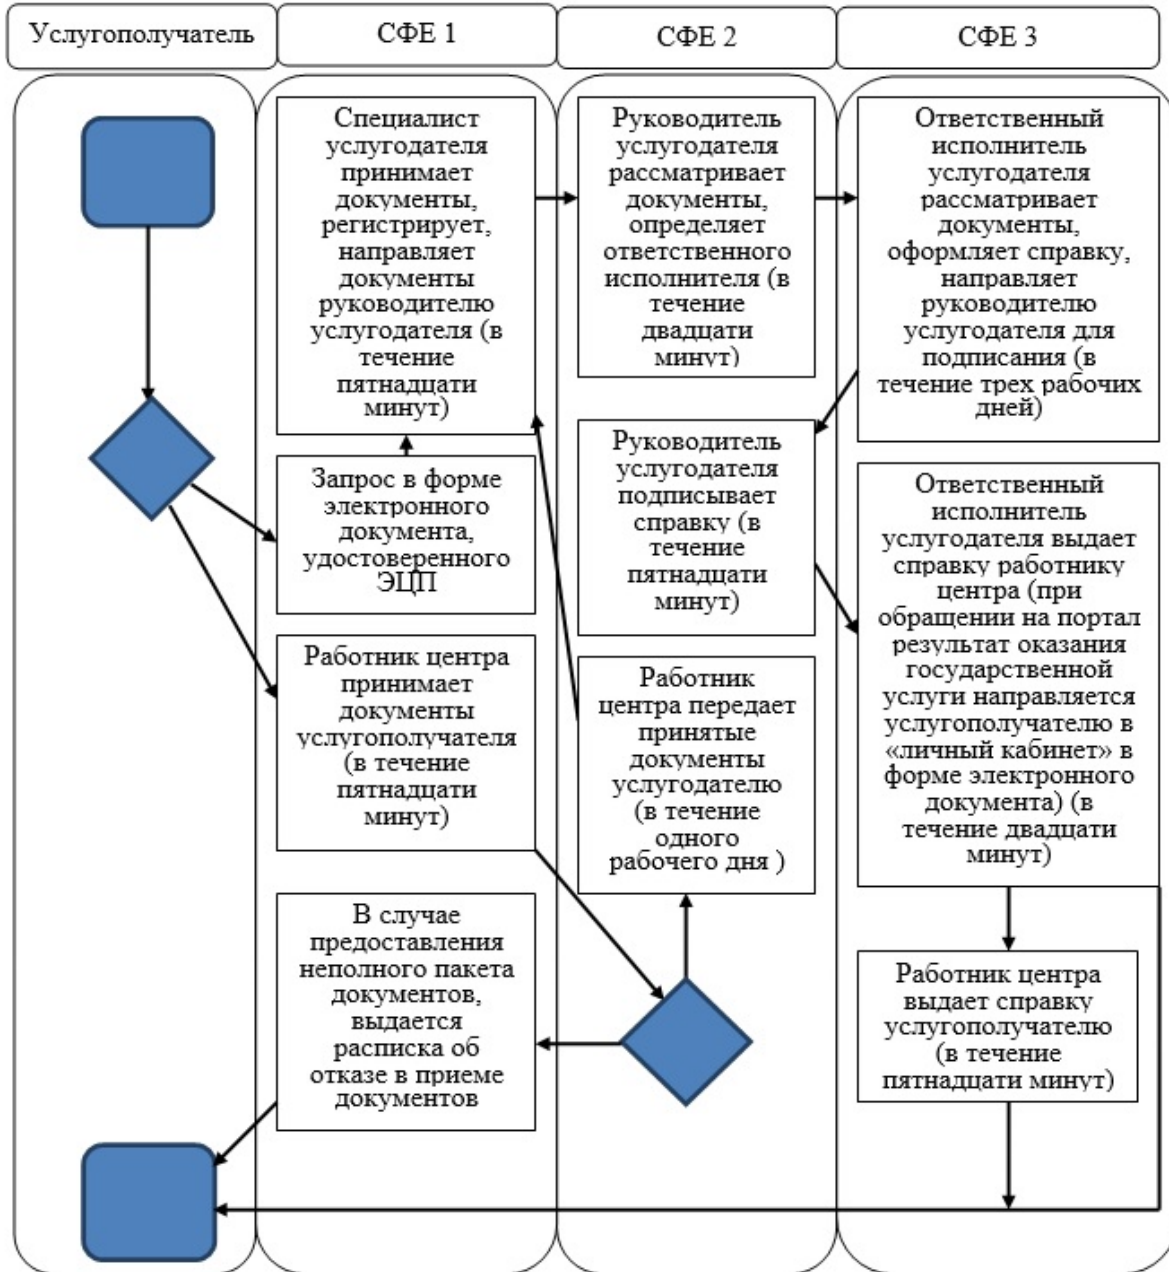 Услугополучатель
СФЕ 1
СФЕ 2
СФЕ 3
Специалист
услугодателя
принимает
документы,
регистрирует,
направляет
документы
руководителю
услугодателя (в
течение
пятнадцати
минут)
Запрос в форме
электронного
документа,
удостоверенного
ЭЦП
Работник центра
принимает
документы
услугополучателя
(в течение
пятнадцати
минут)
В случае
предоставления
неполного пакета
документов,
выдается
расписка об
отказе в приеме
документов
Руководитель
услугодателя
рассматривает
документы,
определяет
ответственного
исполнителя (в
течение
двадцати
минут)
Руководитель
услугодателя
подписывает
справку (в
течение
пятнадцати
минут)
Работник
центра передает
принятые
документы
услугодателю
(в течение
одного
рабочего дня )
Ответственный
исполнитель
услугодателя
рассматривает
документы,
оформляет справку,
направляет
руководителю
услугодателя для
подписания (в
течение трех рабочих
дней)
Ответственный
исполнитель
услугодателя выдает
справку работнику
центра (при
обращении на портал
результат оказания
государственной
услуги направляется
услугополучателю в
«личный кабинет» в
форме электронного
документа) (в
течение двадцати
минут)
Работник центра
выдает справку
услугополучателю
(в течение
пятнадцати минут)